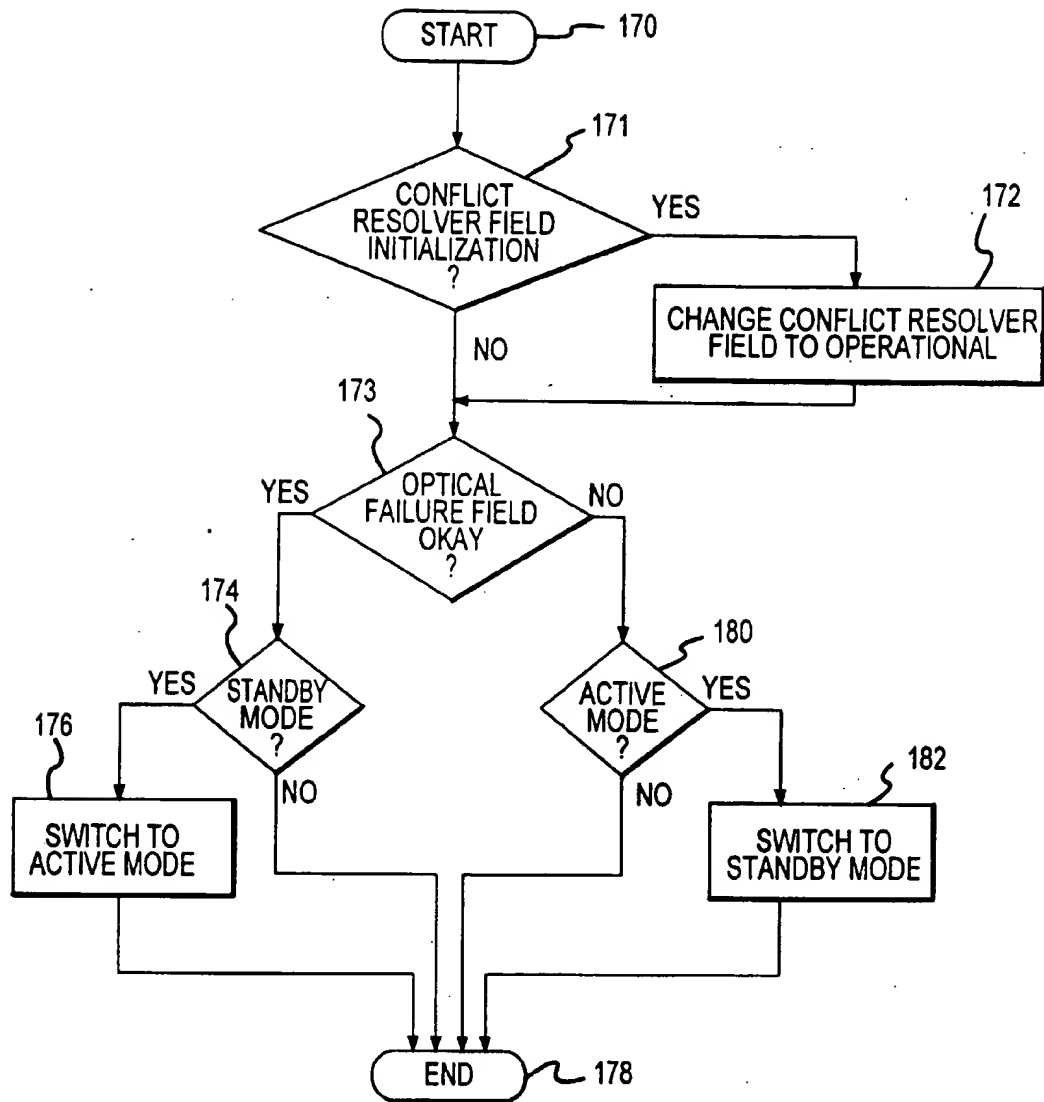 START
170
171
CONFLICT
RESOLVER FIELD
INITIALIZATION
?
YES
172
CHANGE CONFLICT RESOLVER
FIELD TO OPERATIONAL
NO
173
YES
OPTICAL
FAILURE FIELD
OKAY
?
NO
174
180
YES
STANDBY
MODE
?
ACTIVE
MODE
?
YES
176
NO
NO
182
SWITCH TO
ACTIVE MODE
SWITCH TO
STANDBY MODE
END
178